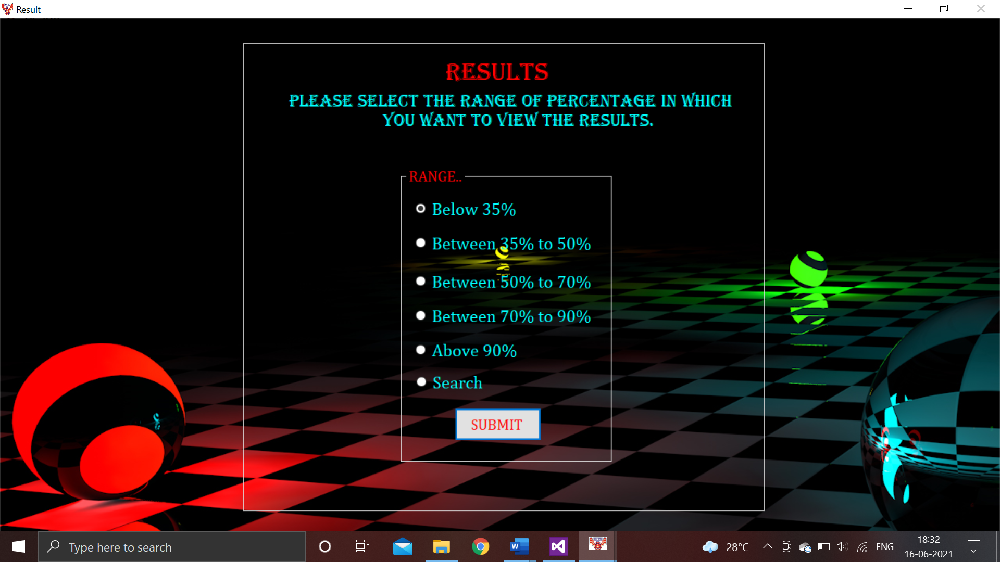 Result
RESULTS
PLEASE SELECT THE RANGE OF PERCENTAGE IN WHICH
YOU WANT TO VIEW THE RESULTS.
RANGE..
Below 35%
Between 35% to 50%
Between 50% to 70%
Between 70% to 90%
Above 90%
Search
SUBMIT
Type here to search
W
28°C
ENG
18:32
16-06-2021